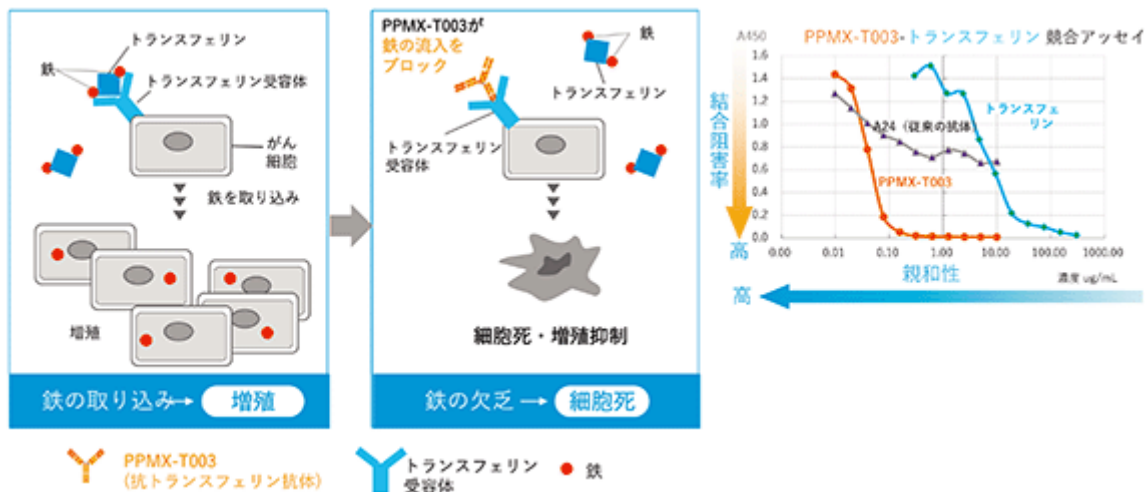 トランスフェリン
鉄
トランスフェリン受容体
がん
細胞
鉄を取り込み
増殖
鉄の取り込み→ 増殖
PPMX-T003が
鉄の流入を
ブロック
鉄
トランスフェリン
トランスフェリン
受容体
細胞死・増殖抑制
鉄の欠乏 → 細胞死
PPMX-T003
(抗トランスフェリン抗体)
トランスフェリン
受容体
鉄
A450 PPMX-T003-トランスフェリン 競合アッセイ
結合阻害率
高
1.6
1.4
1.2
1.0
0.8
0.6
0.4
0.2
0.0
トランスフェ
リン
A24（従来の抗体
PPMX-T003
0.00 0.01 0.10 1.00 10.00 100.00 1000.00
親和性
濃度 ug/mL
高